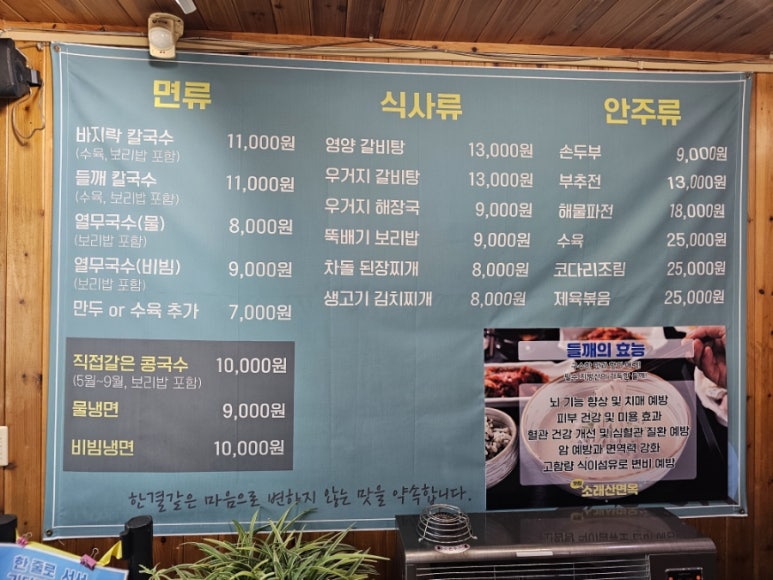 면류
바지락 칼국수 11,000원
(수육, 보리밥 포함)
들깨 칼국수 11,000원
(수육, 보리밥 포함)
열무국수(물) 8,000원
(보리밥 포함)
열무국수(비빔) 9,000원
(보리밥 포함)
만두 or 수육 추가 7,000원
직접갈은 콩국수 10,000원
(5월~9월, 보리밥 포함)
물냉면 9,000원
비빔냉면 10,000원
식사류
영양 갈비탕 13,000원
우거지 갈비탕 13,000원
우거지 해장국 9,000원
뚝배기 보리밥 9,000원
차돌 된장찌개 8,000원
생고기 김치찌개 8,000원
안주류
손두부 9,000원
부추전 13,000원
해물파전 18,000원
수육 25,000원
코다리조림 25,000원
제육볶음 25,000원
들깨의 효능
뇌 기능 향상 및 치매 예방
피부 건강 및 미용 효과
혈관 건강 개선 및 심혈관 질환 예방
암 예방과 면역력 강화
고함량 식이섬유로 변비 예방
소래산면옥
한결같은 마음으로 변하지 않는 맛을 약속합니다.
한 줄로 서서